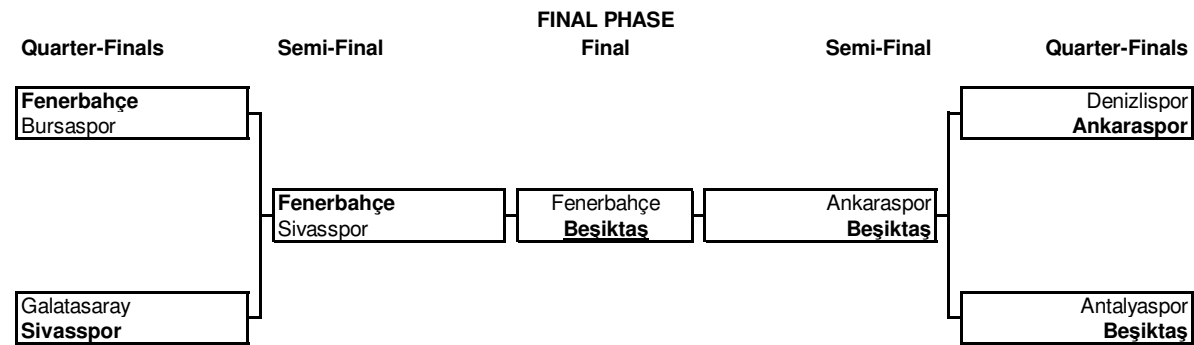 FINAL PHASE
Quarter-Finals Semi-Final Final Semi-Final Quarter-Finals
Fenerbahçe Denizlispor
Bursaspor Ankaraspor
Fenerbahçe Fenerbahçe Ankaraspor
Sivasspor Beşiktaş Beşiktaş
Galatasaray Antalyaspor
Sivasspor Beşiktaş